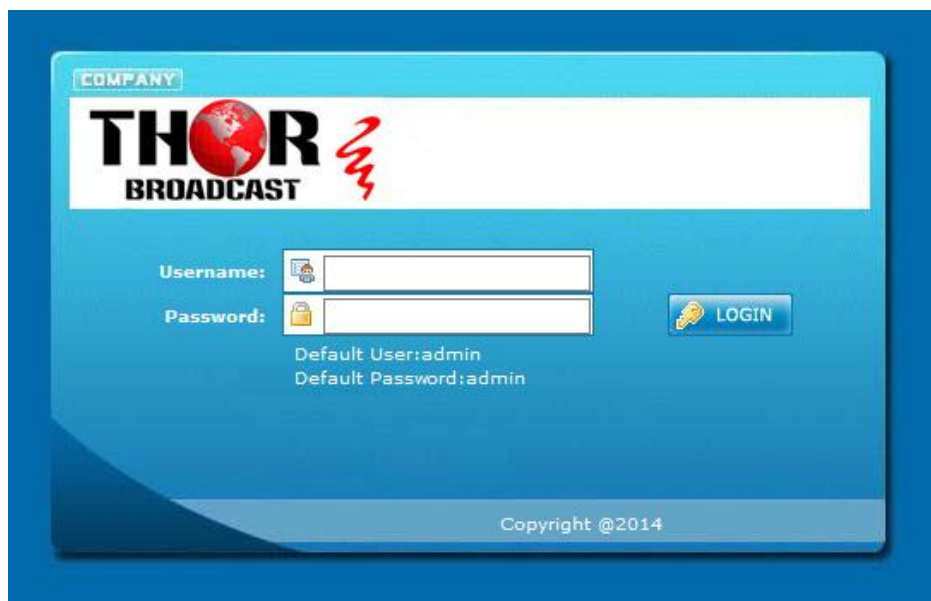 COMPANY
THOR
BROADCAST
Username:
Password:
LOGIN
Default User:admin
Default Password:admin
Copyright @2014